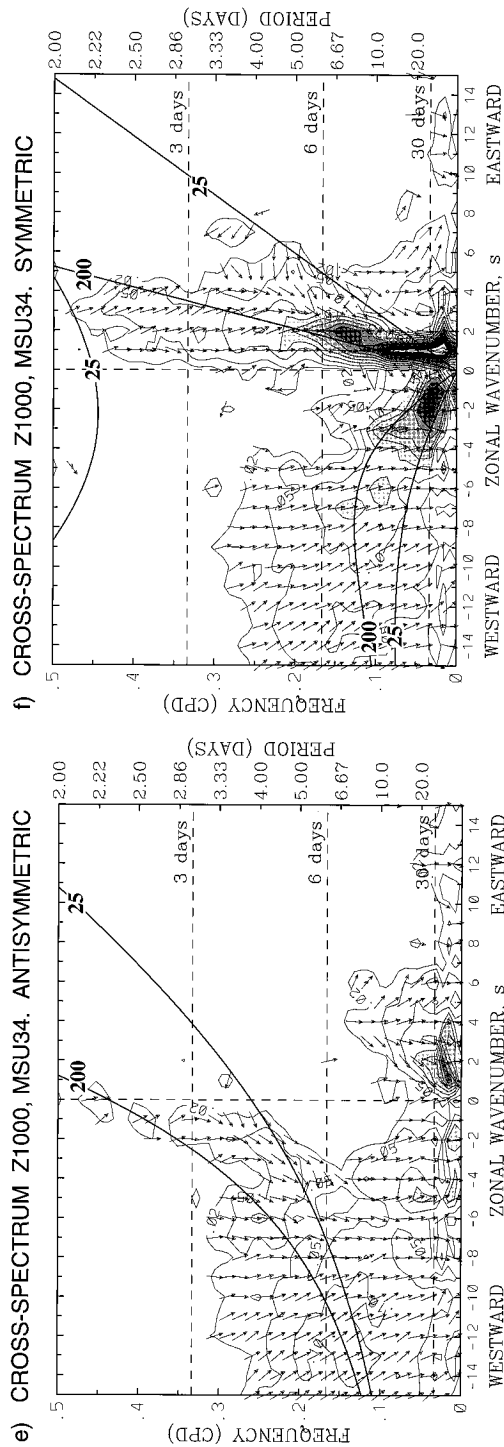 e) CROSS-SPECTRUM Z1000, MSU34. ANTISYMMETRIC
FREQUENCY (CPD)
.5
.4
.3
.2
.1
0
PERIOD (DAYS)
2.00
2.22
2.50
2.86
3.33
4.00
5.00
6.67
10.0
20.0
200
25
3 days
6 days
30 days
.02
.05
-14 -12 -10 -8 -6 -4 -2 0 2 4 6 8 10 12 14
WESTWARD ZONAL WAVENUMBER, s EASTWARD
f) CROSS-SPECTRUM Z1000, MSU34. SYMMETRIC
FREQUENCY (CPD)
.5
.4
.3
.2
.1
0
PERIOD (DAYS)
2.00
2.22
2.50
2.86
3.33
4.00
5.00
6.67
10.0
20.0
25
200
25
3 days
6 days
30 days
200
25
.02
.05
-14 -12 -10 -8 -6 -4 -2 0 2 4 6 8 10 12 14
WESTWARD ZONAL WAVENUMBER, s EASTWARD